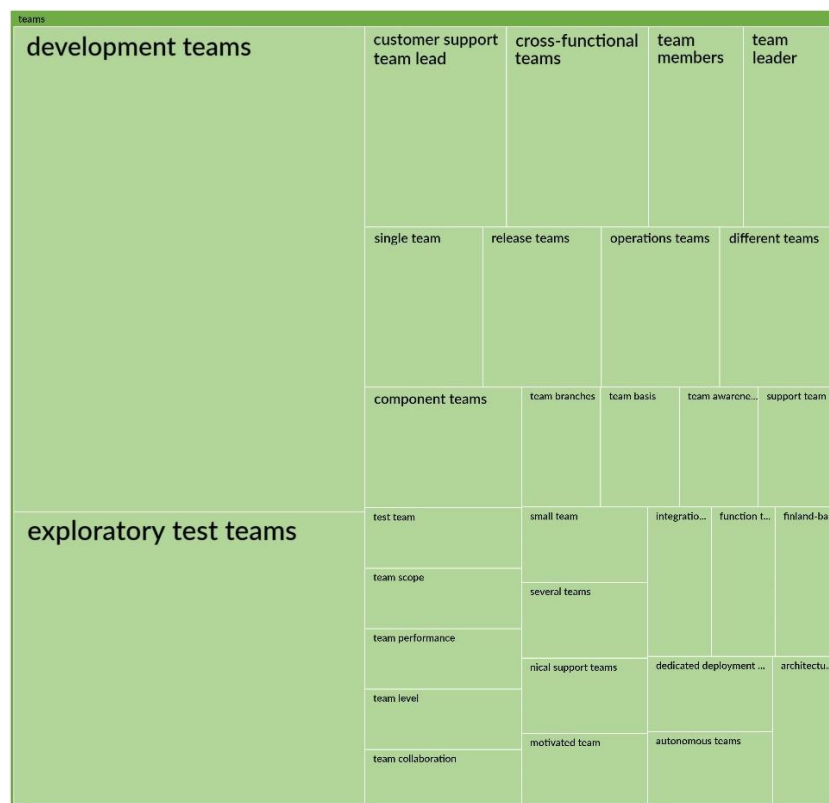 teams
development teams
customer support
team lead
cross-functional
teams
team
members
team
leader
single team
release teams
operations teams
different teams
component teams
team branches
team basis
team awarene...
support team
exploratory test teams
test team
small team
integratio...
function t...
finland-ba
team scope
several teams
team performance
nical support teams
dedicated deployment ...
architectu...
team level
motivated team
autonomous teams
team collaboration